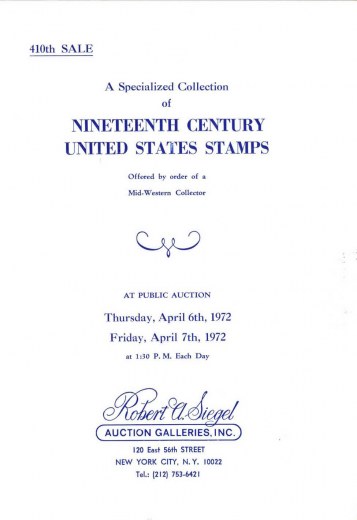 410th SALE
A Specialized Collection
of
NINETEENTH CENTURY
UNITED STATES STAMPS
Offered by order of a
Mid-Western Collector
AT PUBLIC AUCTION
Thursday, April 6th, 1972
Friday, April 7th, 1972
at 1:30 P. M. Each Day
Robert A. Siegel
AUCTION GALLERIES, INC.
120 East 56th STREET
NEW YORK CITY, N. Y. 10022
Tel.: (212) 753-6421